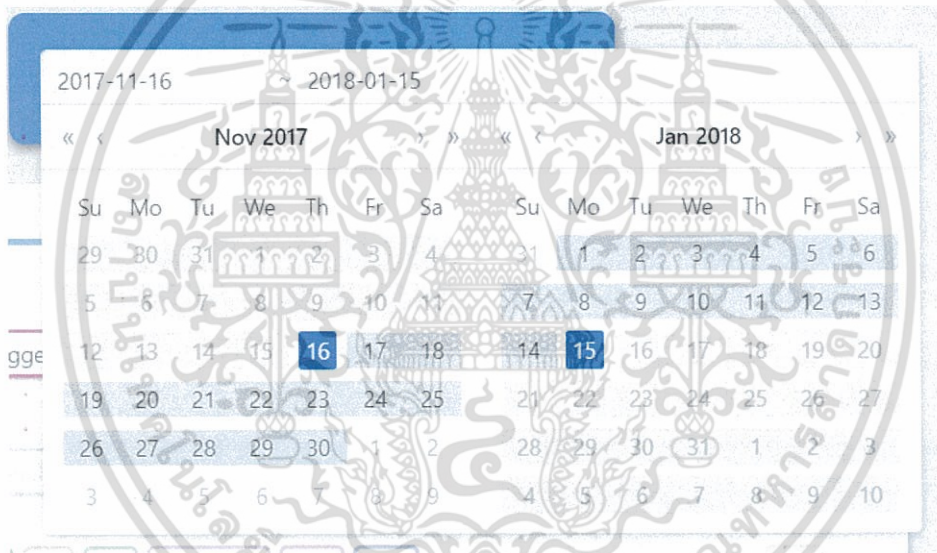 2017-11-16 ~ 2018-01-15
« ‹ Nov 2017 › » « ‹ Jan 2018 › »
Su Mo Tu We Th Fr Sa Su Mo Tu We Th Fr Sa
29 30 31 1 2 3 4 31 1 2 3 4 5 6
5 6 7 8 9 10 11 7 8 9 10 11 12 13
gge 12 13 14 15 16 17 18 14 15 16 17 18 19 20
19 20 21 22 23 24 25 21 22 23 24 25 26 27
26 27 28 29 30 1 2 28 29 30 31 1 2 3
3 4 5 6 7 8 9 4 5 6 7 8 9 10